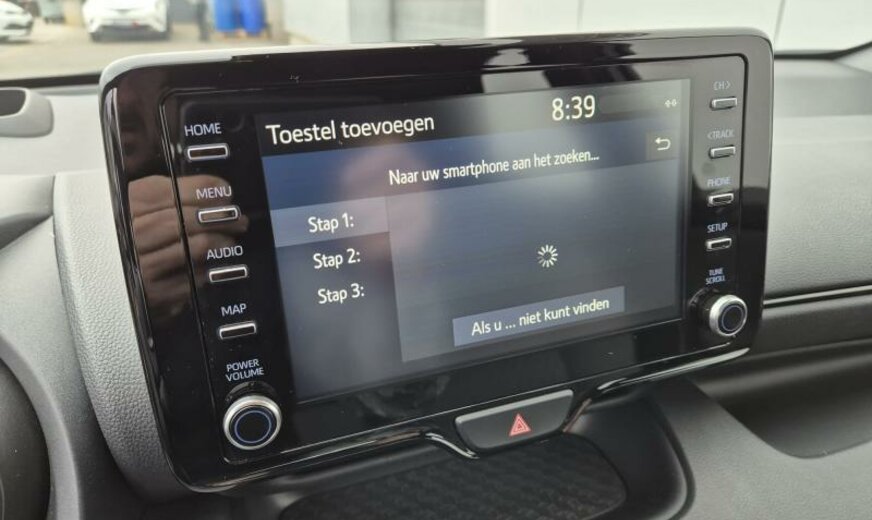 HOME
MENU
AUDIO
MAP
POWER
VOLUME
Toestel toevoegen
8:39
Naar uw smartphone aan het zoeken...
Stap 1:
Stap 2:
Stap 3:
Als u ... niet kunt vinden
CH >
< TRACK
PHONE
SETUP
TUNE
SCROLL